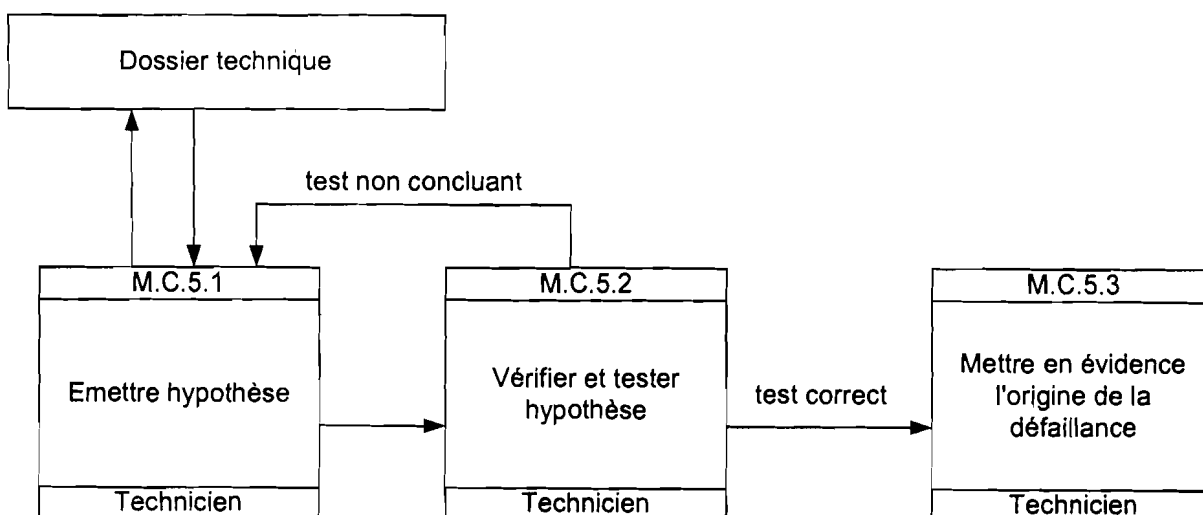 Dossier technique
test non concluant
M.C.5.1
Emettre hypothèse
Technicien
M.C.5.2
Vérifier et tester
hypothèse
Technicien
test correct
M.C.5.3
Mettre en évidence
l'origine de la
défaillance
Technicien